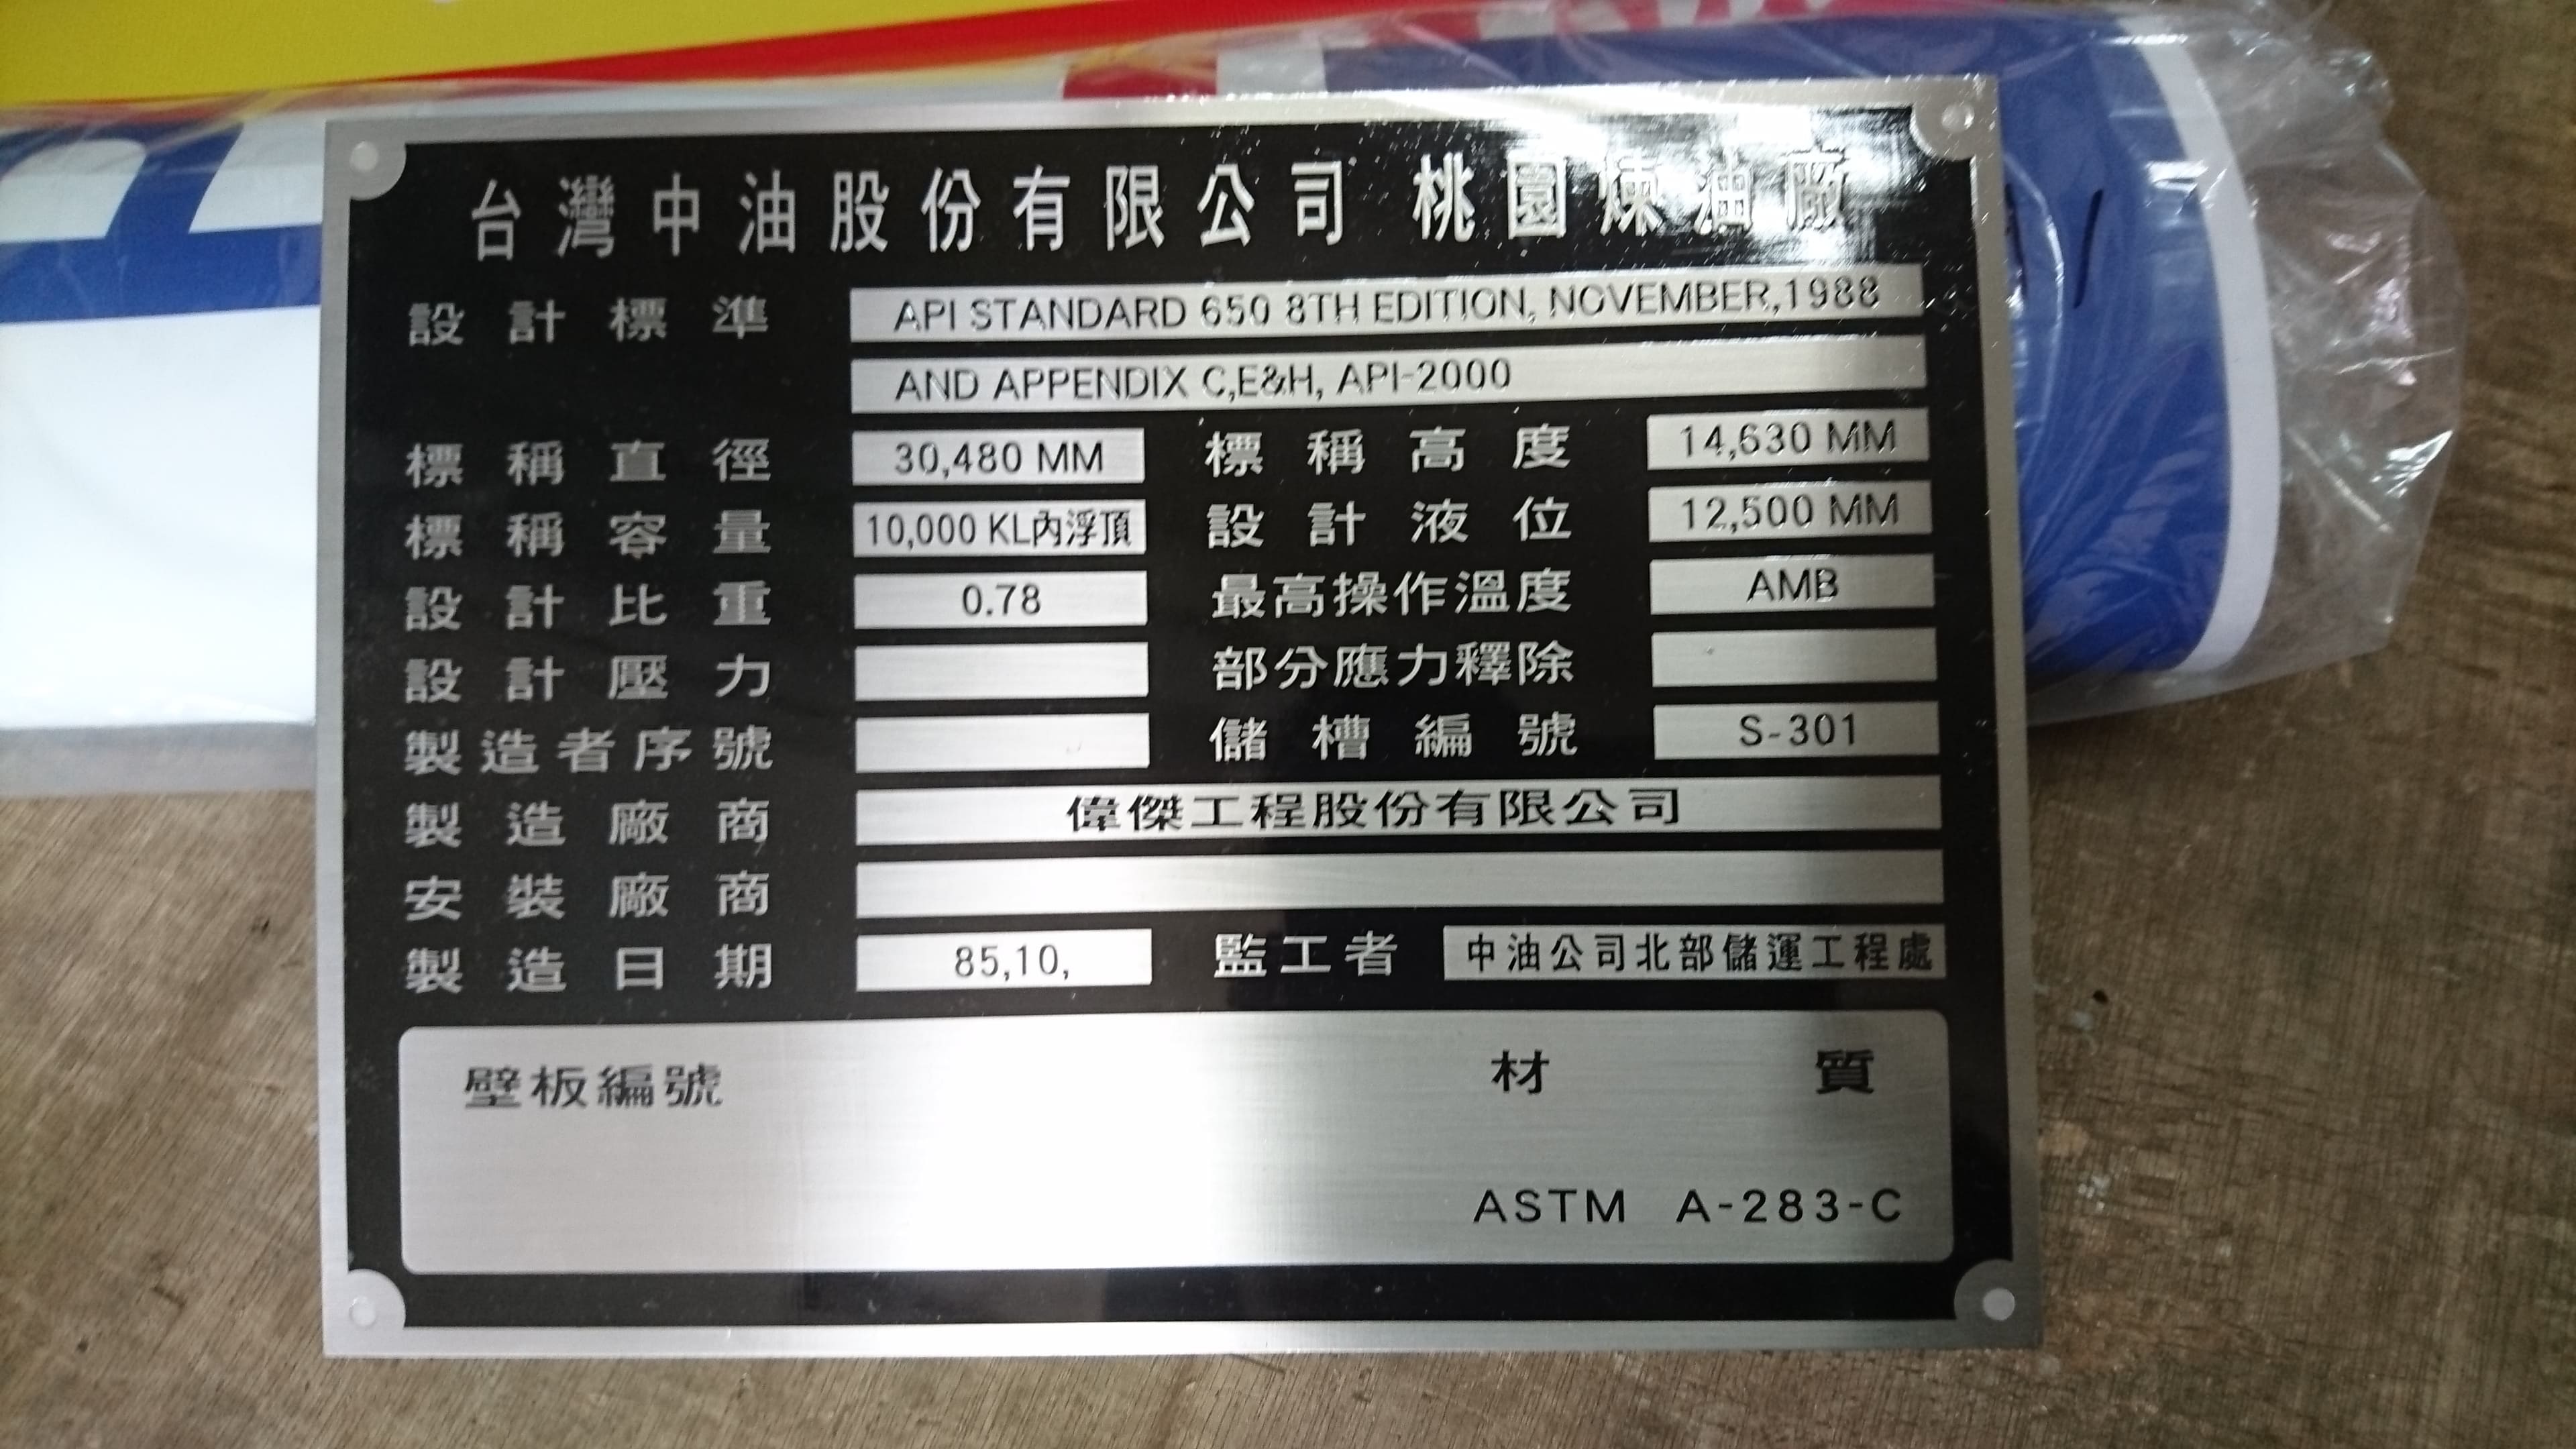 台灣中油股份有限公司 桃園煉油廠
設計標準 API STANDARD 650 8TH EDITION, NOVEMBER,1988
AND APPENDIX C,E&H, API-2000
標稱直徑 30,480 MM 標稱高度 14,630 MM
標稱容量 10,000 KL內浮頂 設計液位 12,500 MM
設計比重 0.78 最高操作溫度 AMB
設計壓力 部分應力釋除
製造者序號 儲槽編號 S-301
製造廠商 偉傑工程股份有限公司
安裝廠商
製造日期 85,10, 監工者 中油公司北部儲運工程處
壁板編號 材質
ASTM A-283-C